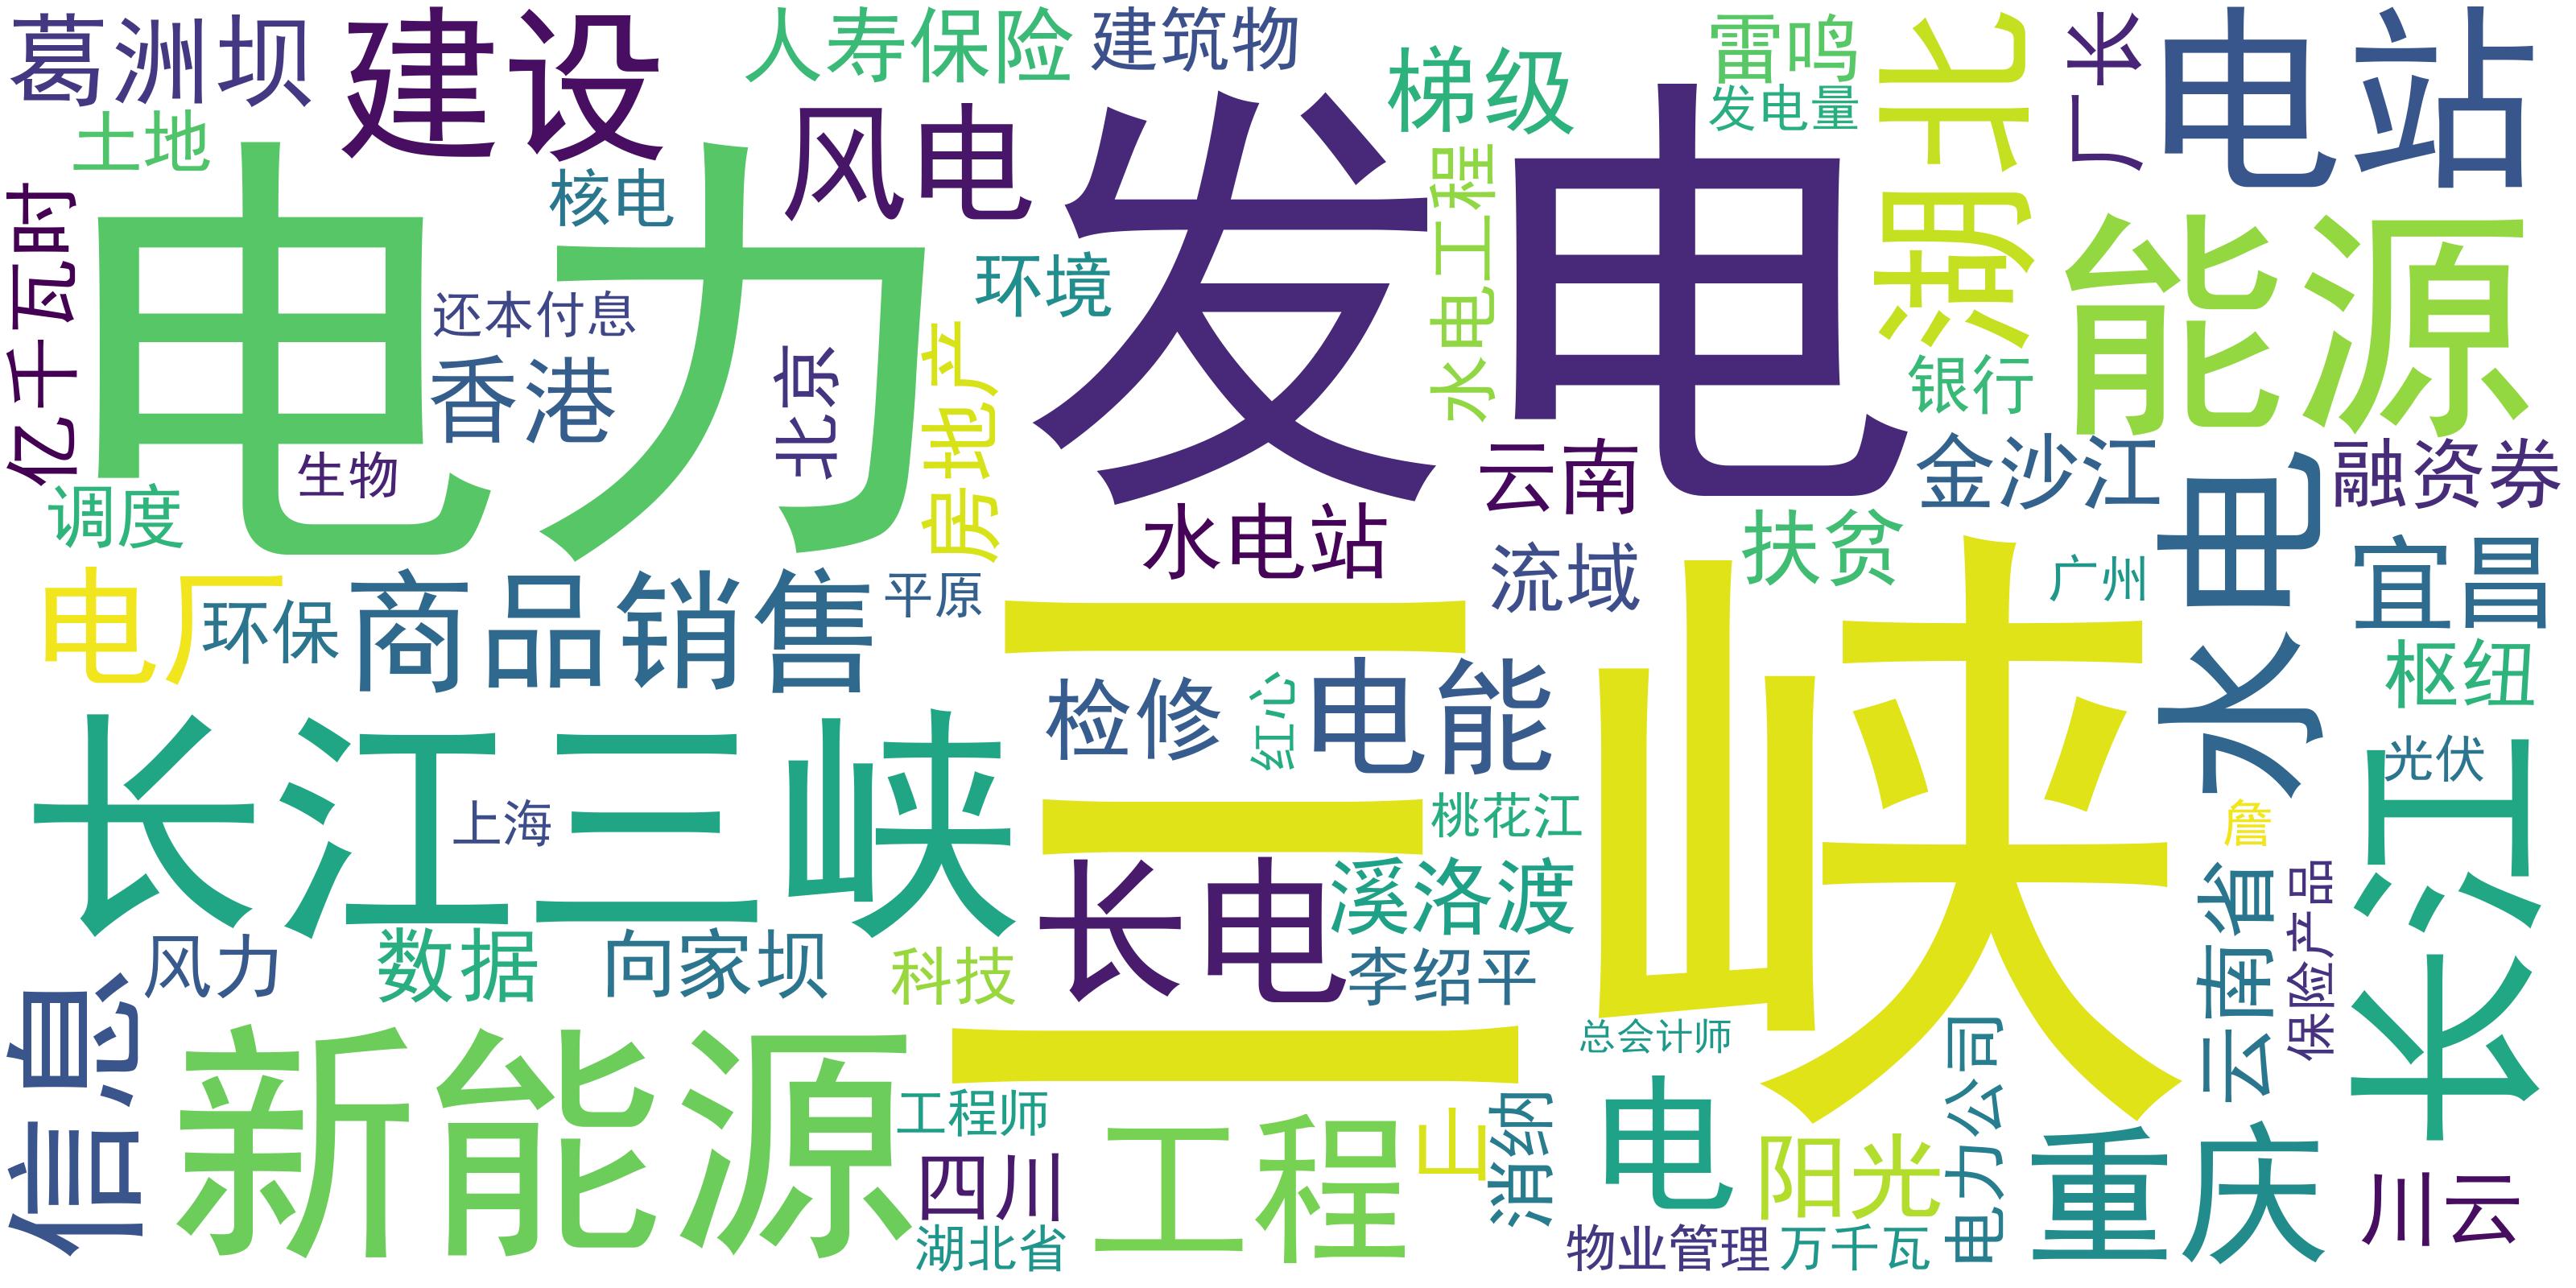 葛洲坝
建设
人寿保险
建筑物
梯级
雷鸣
发电量
湖北
厂长
电站
土地
核电
风电
发电
水电工程
能源
亿千瓦时
电力
还本付息
香港
北京
环境
房地产
银行
生物
调度
云南
金沙江
水电
融资券
水电站
流域
扶贫
广州
宜昌
电厂
环保
商品销售
平原
三峡
枢纽
检修
红心
电能
光伏
长江三峡
上海
桃花江
詹
长江
长电
溪洛渡
云南省
保险产品
信息
风力
数据
向家坝
科技
李绍平
新能源
总会计师
工程师
四川
湖北省
工程
上
消纳
电
阳光
电力公司
重庆
川云
物业管理
万千瓦